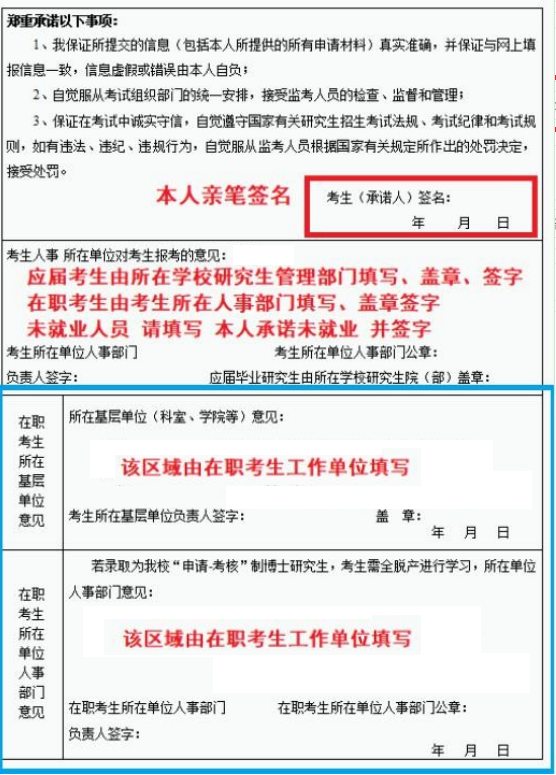 郑重承诺以下事项：
1、我保证所提交的信息（包括本人所提供的所有申请材料）真实准确，并保证与网上填
报信息一致，信息虚假或错误由本人自负；
2、自觉服从考试组织部门的统一安排，接受监考人员的检查、监督和管理；
3、保证在考试中诚实守信，自觉遵守国家有关研究生招生考试法规、考试纪律和考试规
则，如有违法、违纪、违规行为，自觉服从监考人员根据国家有关规定所作出的处罚决定，
接受处罚。
本人亲笔签名 考生（承诺人）签名：
年 月 日
考生人事 所在单位对考生报考的意见：
应届考生由所在学校研究生管理部门填写、盖章、签字
在职考生由考生所在人事部门填写、盖章签字
未就业人员 请填写 本人承诺未就业 并签字
考生所在单位人事部门 考生所在单位人事部门公章：
负责人签字： 应届毕业研究生由所在学校研究生院（部）盖章：
在职
考生
所在
基层
单位
意见
所在基层单位（科室、学院等）意见：
该区域由在职考生工作单位填写
考生所在基层单位负责人签字： 盖 章：
年 月 日
在职
考生
所在
单位
人事
部门
意见
若录取为我校“申请-考核”制博士研究生，考生需全脱产进行学习，所在单位
人事部门意见：
该区域由在职考生工作单位填写
在职考生所在单位人事部门 在职考生所在单位人事部门公章：
负责人签字：
年 月 日